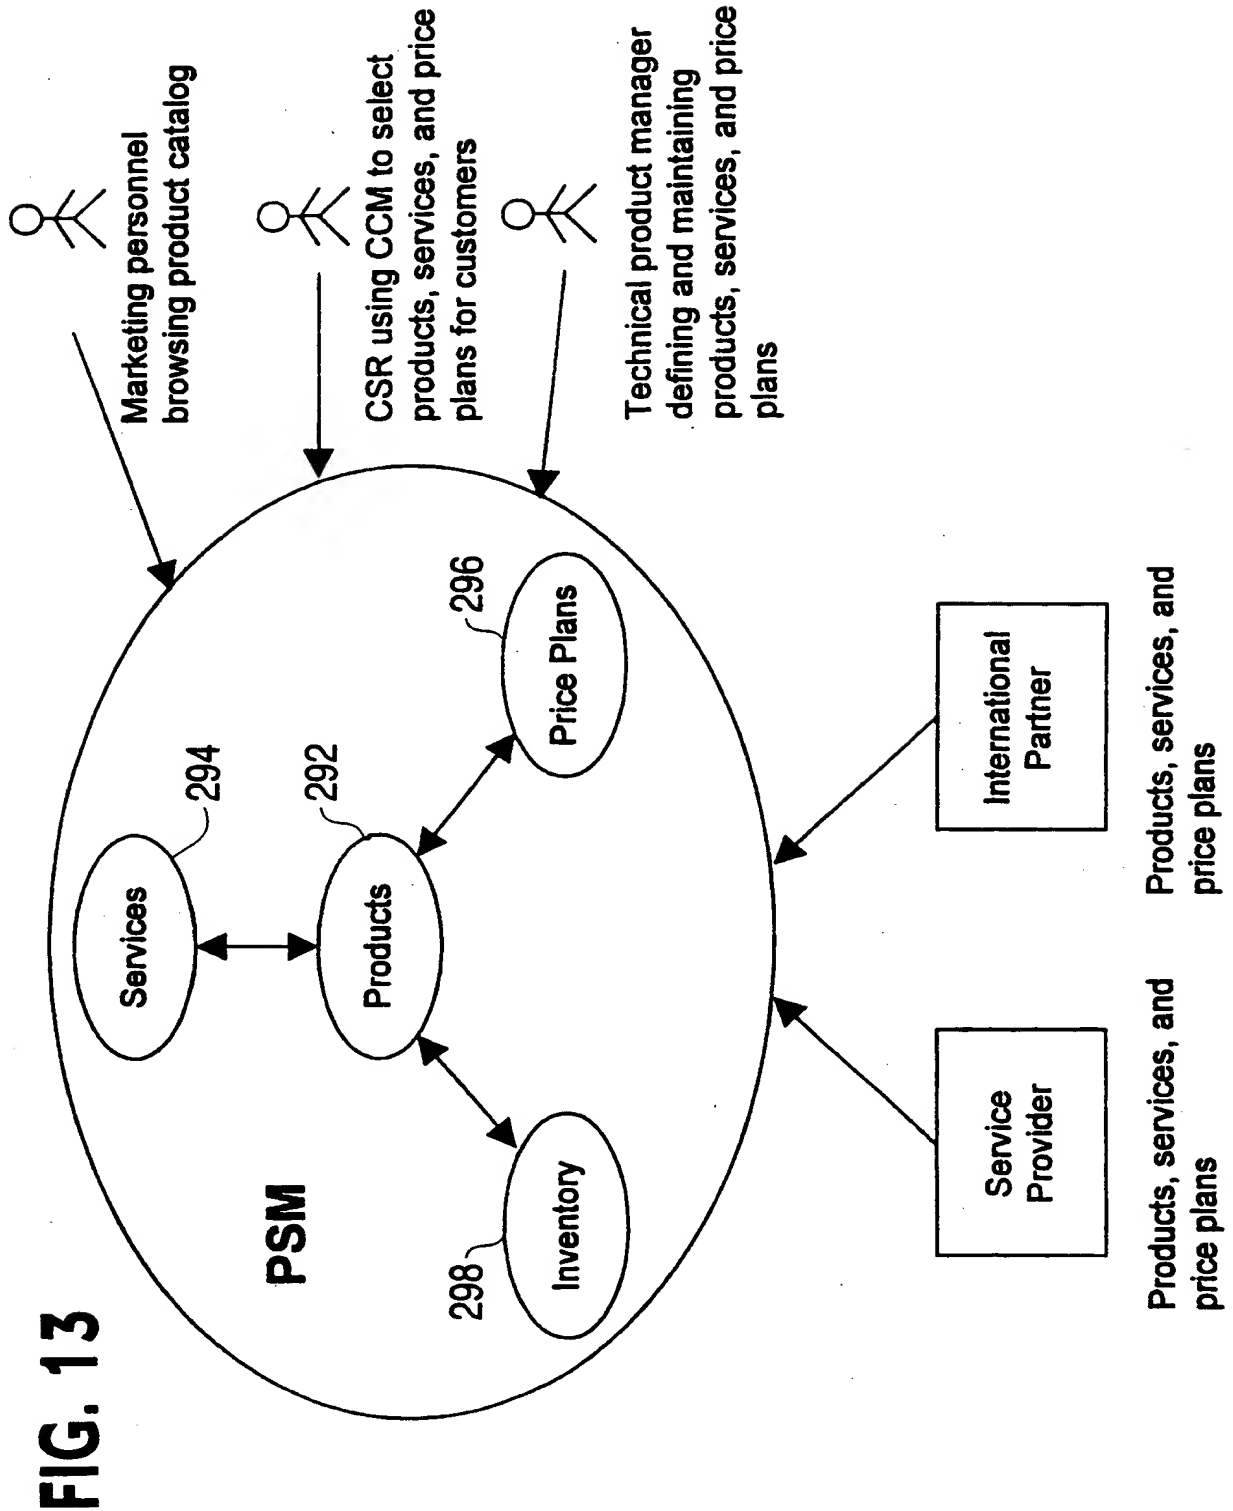 FIG. 13
PSM
Services
294
Products
292
Price Plans
296
Inventory
298
Marketing personnel
browsing product catalog
CSR using CCM to select
products, services, and price
plans for customers
Technical product manager
defining and maintaining
products, services, and price
plans
Service
Provider
Products, services, and
price plans
International
Partner
Products, services, and
price plans